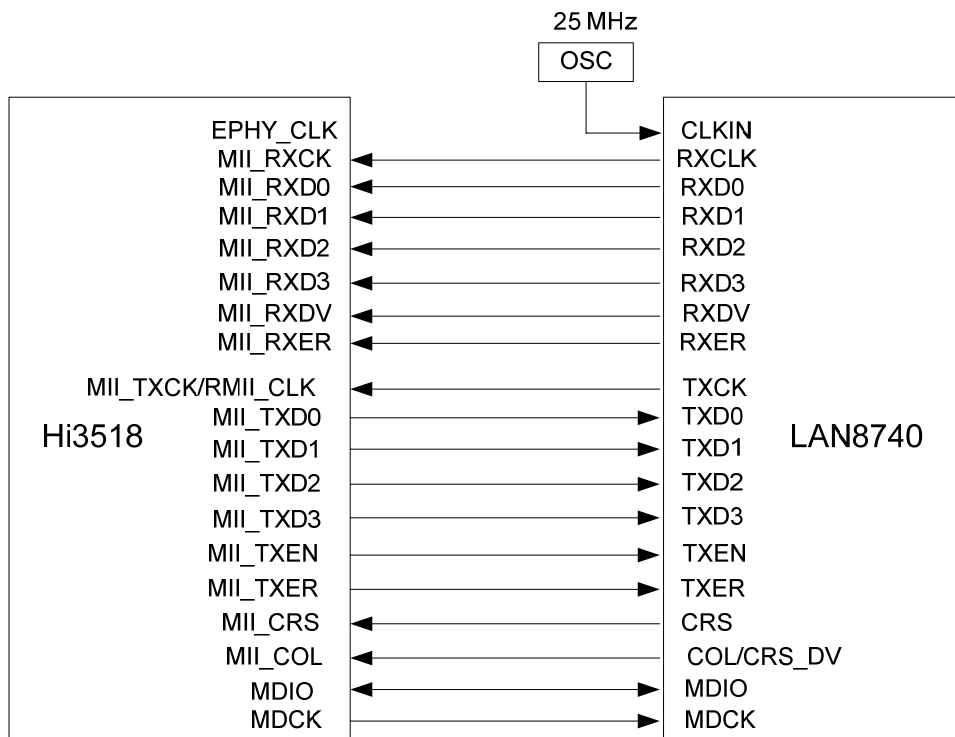 25 MHz
OSC
EPHY_CLK CLKIN
MII_RXCK RXCLK
MII_RXD0 RXD0
MII_RXD1 RXD1
MII_RXD2 RXD2
MII_RXD3 RXD3
MII_RXDV RXDV
MII_RXER RXER
MII_TXCK/RMII_CLK TXCK
MII_TXD0 TXD0
Hi3518 LAN8740
MII_TXD1 TXD1
MII_TXD2 TXD2
MII_TXD3 TXD3
MII_TXEN TXEN
MII_TXER TXER
MII_CRS CRS
MII_COL COL/CRS_DV
MDIO MDIO
MDCK MDCK